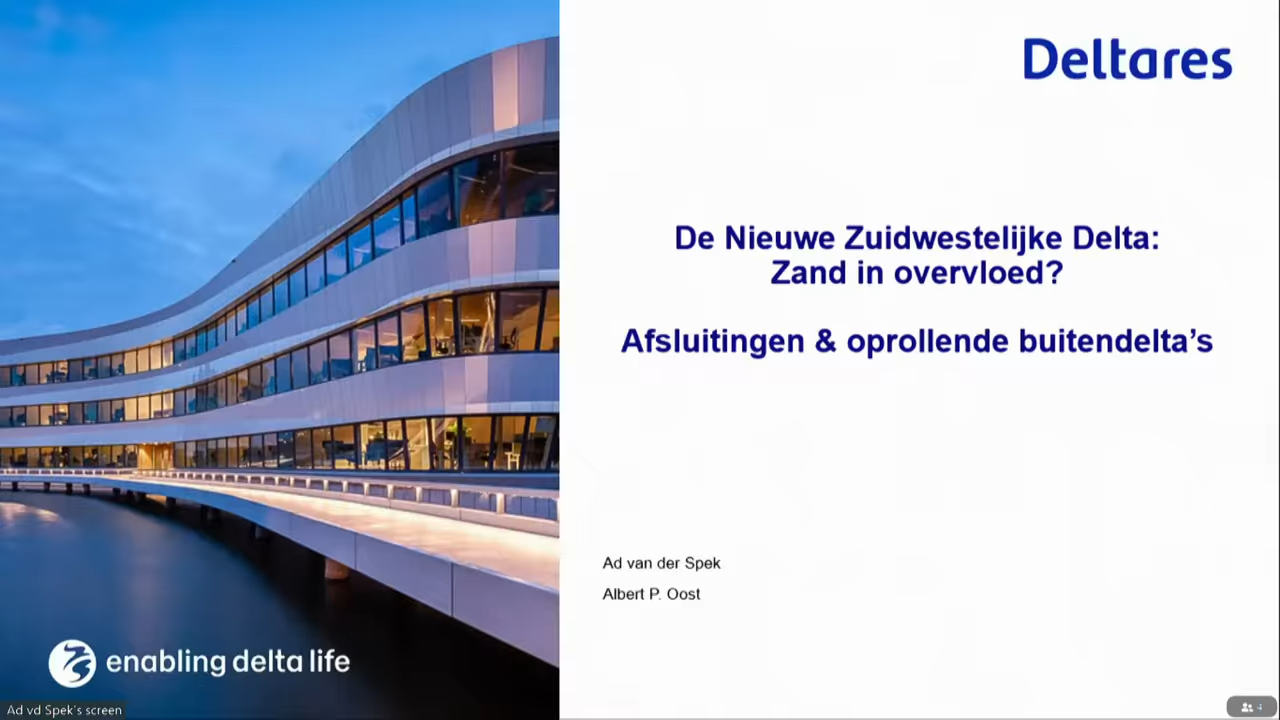 Deltares
De Nieuwe Zuidwestelijke Delta:
Zand in overvloed?
Afsluitingen & oprollende buitendelta's
Ad van der Spek
Albert P. Oost
enabling delta life
Ad vd Spek's screen
4